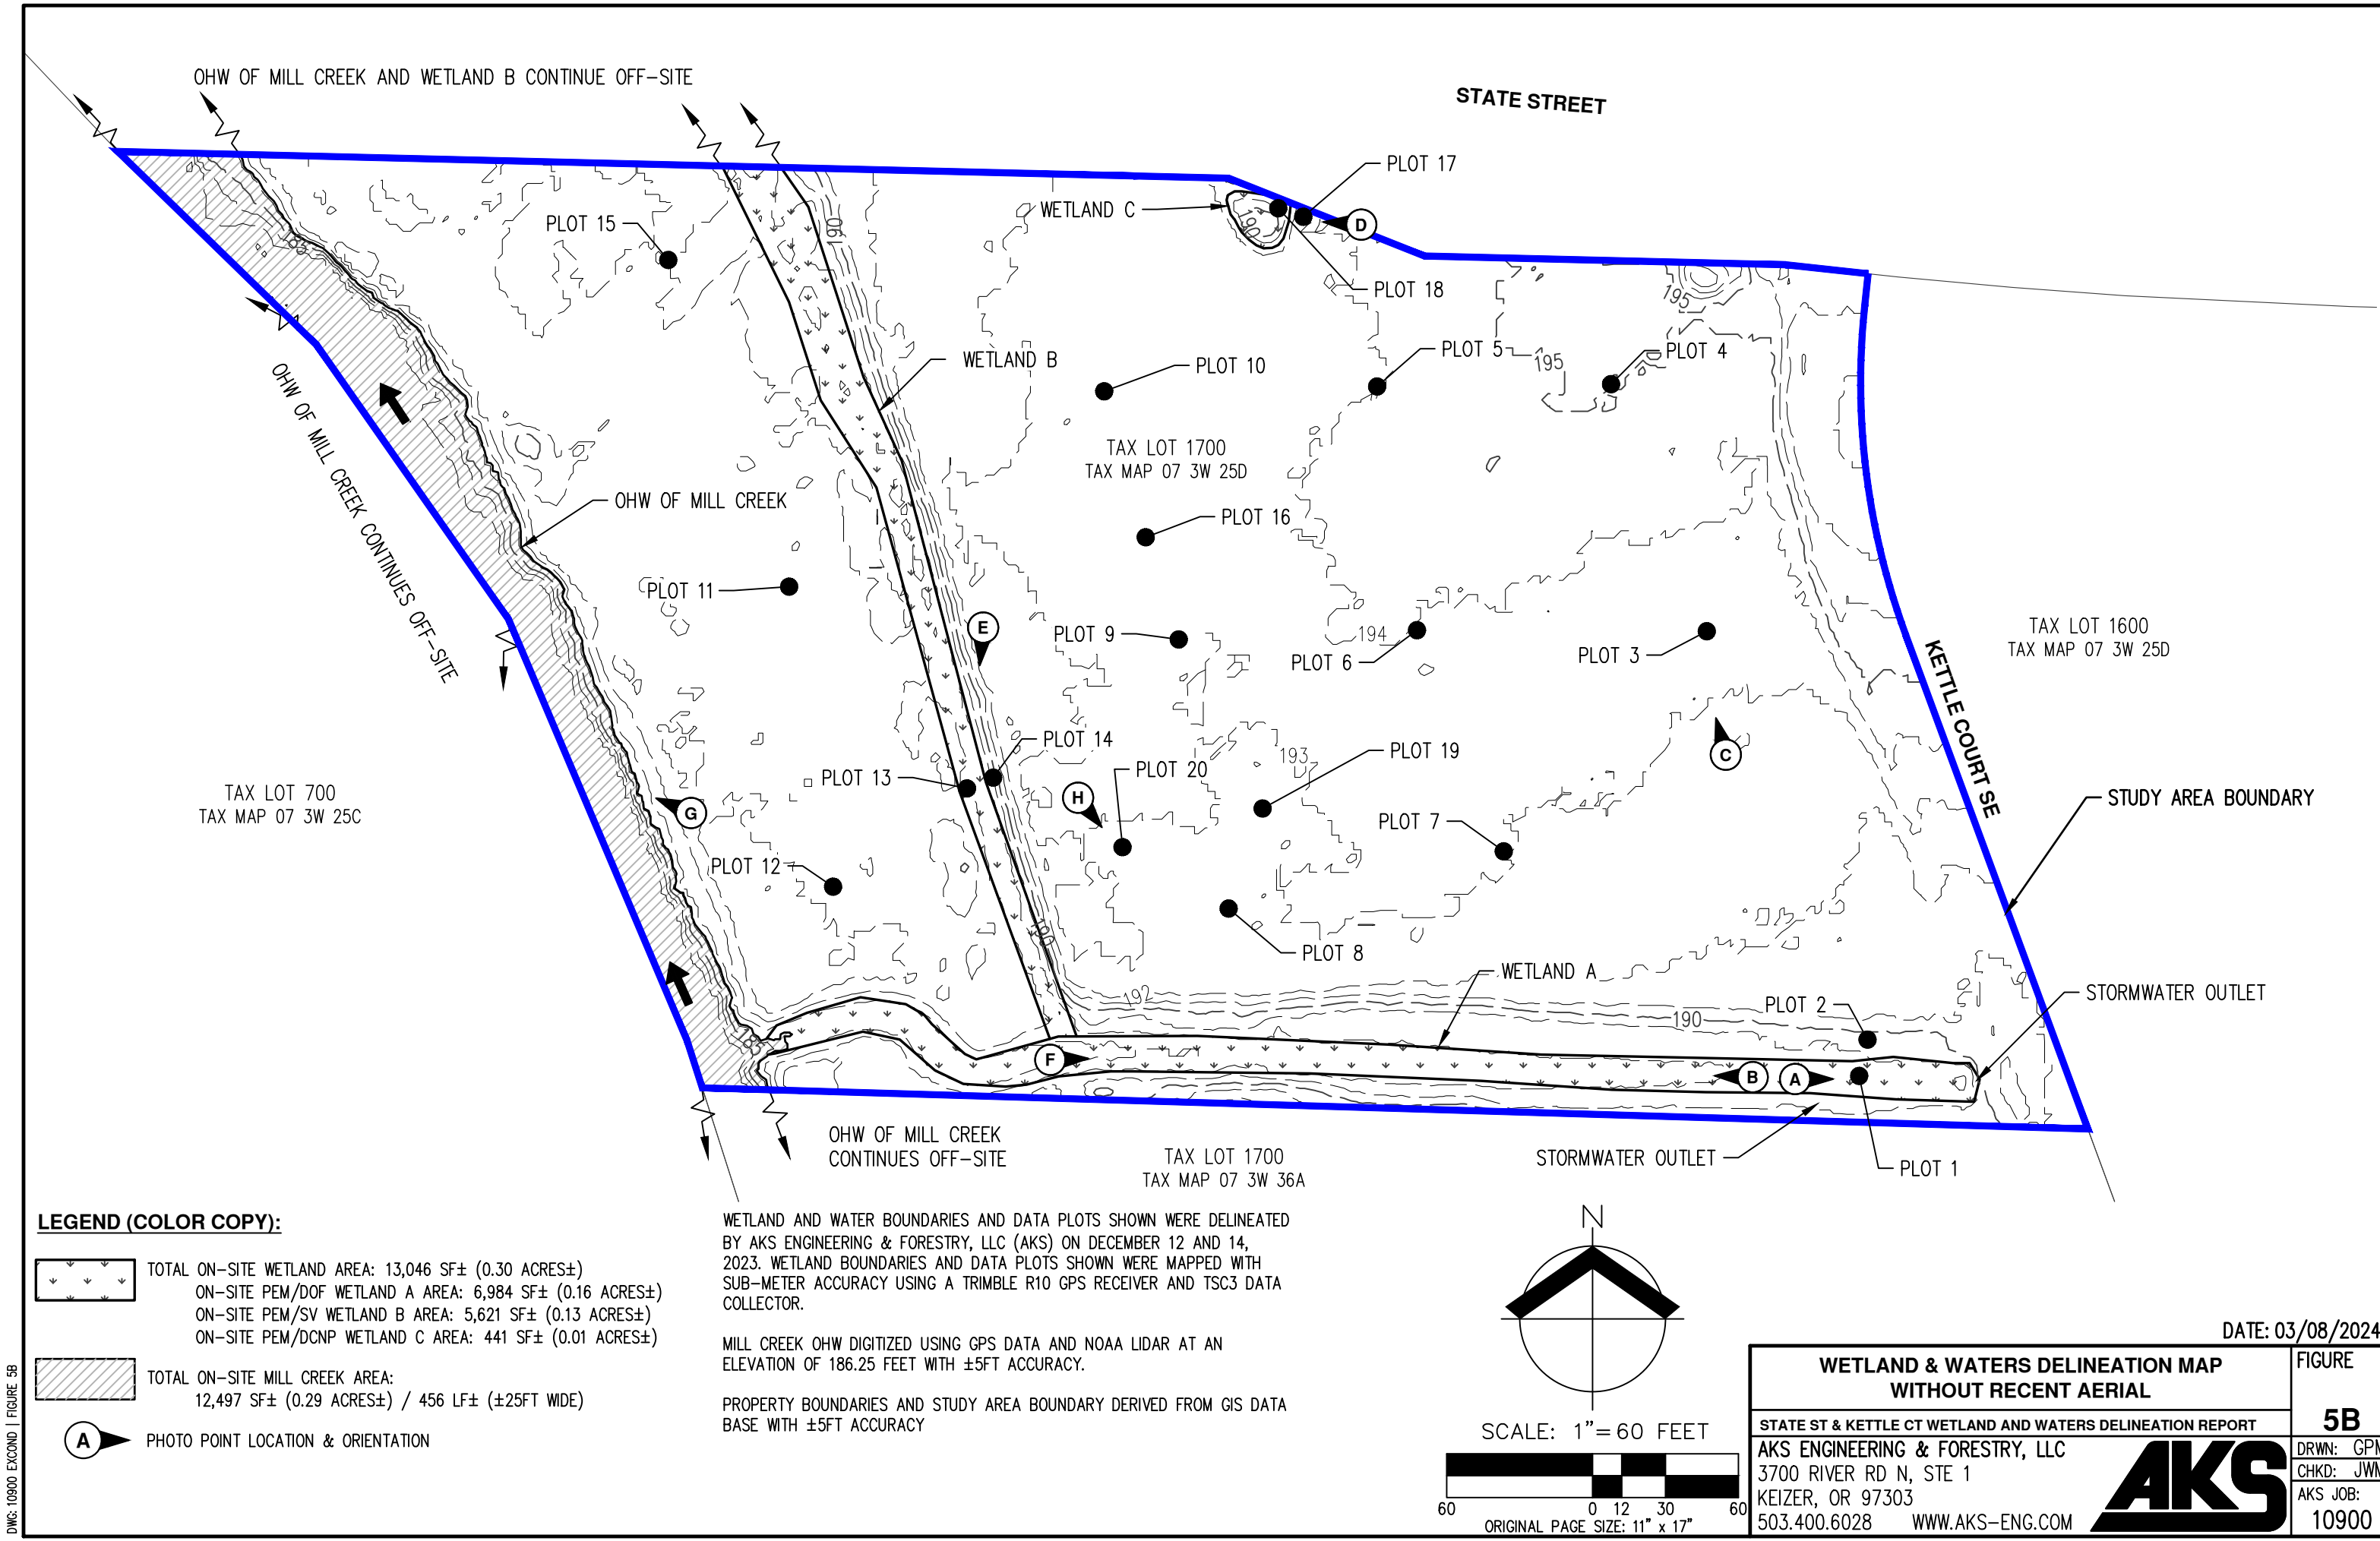 OHW OF MILL CREEK AND WETLAND B CONTINUE OFF-SITE
STATE STREET
PLOT 17
WETLAND C
D
PLOT 15
190
190
PLOT 18
195
WETLAND B
PLOT 10
PLOT 5
195
PLOT 4
OHW OF MILL CREEK CONTINUES OFF-SITE
TAX LOT 1700
TAX MAP 07 3W 25D
OHW OF MILL CREEK
PLOT 16
PLOT 11
E
PLOT 9
194
PLOT 6
PLOT 3
KETTLE COURT SE
TAX LOT 1600
TAX MAP 07 3W 25D
PLOT 14
PLOT 19
193
C
PLOT 13
PLOT 20
H
TAX LOT 700
TAX MAP 07 3W 25C
G
PLOT 7
STUDY AREA BOUNDARY
PLOT 12
190
PLOT 8
WETLAND A
192
PLOT 2
190
STORMWATER OUTLET
F
B
A
OHW OF MILL CREEK
CONTINUES OFF-SITE
TAX LOT 1700
TAX MAP 07 3W 36A
STORMWATER OUTLET
PLOT 1
LEGEND (COLOR COPY):
TOTAL ON-SITE WETLAND AREA: 13,046 SF± (0.30 ACRES±)
ON-SITE PEM/DOF WETLAND A AREA: 6,984 SF± (0.16 ACRES±)
ON-SITE PEM/SV WETLAND B AREA: 5,621 SF± (0.13 ACRES±)
ON-SITE PEM/DCNP WETLAND C AREA: 441 SF± (0.01 ACRES±)
TOTAL ON-SITE MILL CREEK AREA:
12,497 SF± (0.29 ACRES±) / 456 LF± (±25FT WIDE)
A PHOTO POINT LOCATION & ORIENTATION
WETLAND AND WATER BOUNDARIES AND DATA PLOTS SHOWN WERE DELINEATED
BY AKS ENGINEERING & FORESTRY, LLC (AKS) ON DECEMBER 12 AND 14,
2023. WETLAND BOUNDARIES AND DATA PLOTS SHOWN WERE MAPPED WITH
SUB-METER ACCURACY USING A TRIMBLE R10 GPS RECEIVER AND TSC3 DATA
COLLECTOR.
MILL CREEK OHW DIGITIZED USING GPS DATA AND NOAA LIDAR AT AN
ELEVATION OF 186.25 FEET WITH ±5FT ACCURACY.
PROPERTY BOUNDARIES AND STUDY AREA BOUNDARY DERIVED FROM GIS DATA
BASE WITH ±5FT ACCURACY
N
SCALE: 1"=60 FEET
60 0 12 30 60
ORIGINAL PAGE SIZE: 11" x 17"
DATE: 03/08/2024
WETLAND & WATERS DELINEATION MAP
WITHOUT RECENT AERIAL
STATE ST & KETTLE CT WETLAND AND WATERS DELINEATION REPORT
AKS ENGINEERING & FORESTRY, LLC
3700 RIVER RD N, STE 1
KEIZER, OR 97303
503.400.6028 WWW.AKS-ENG.COM
AKS
FIGURE
5B
DRWN: GPM
CHKD: JWM
AKS JOB:
10900
DWG: 10900 EXCOND | FIGURE 5B